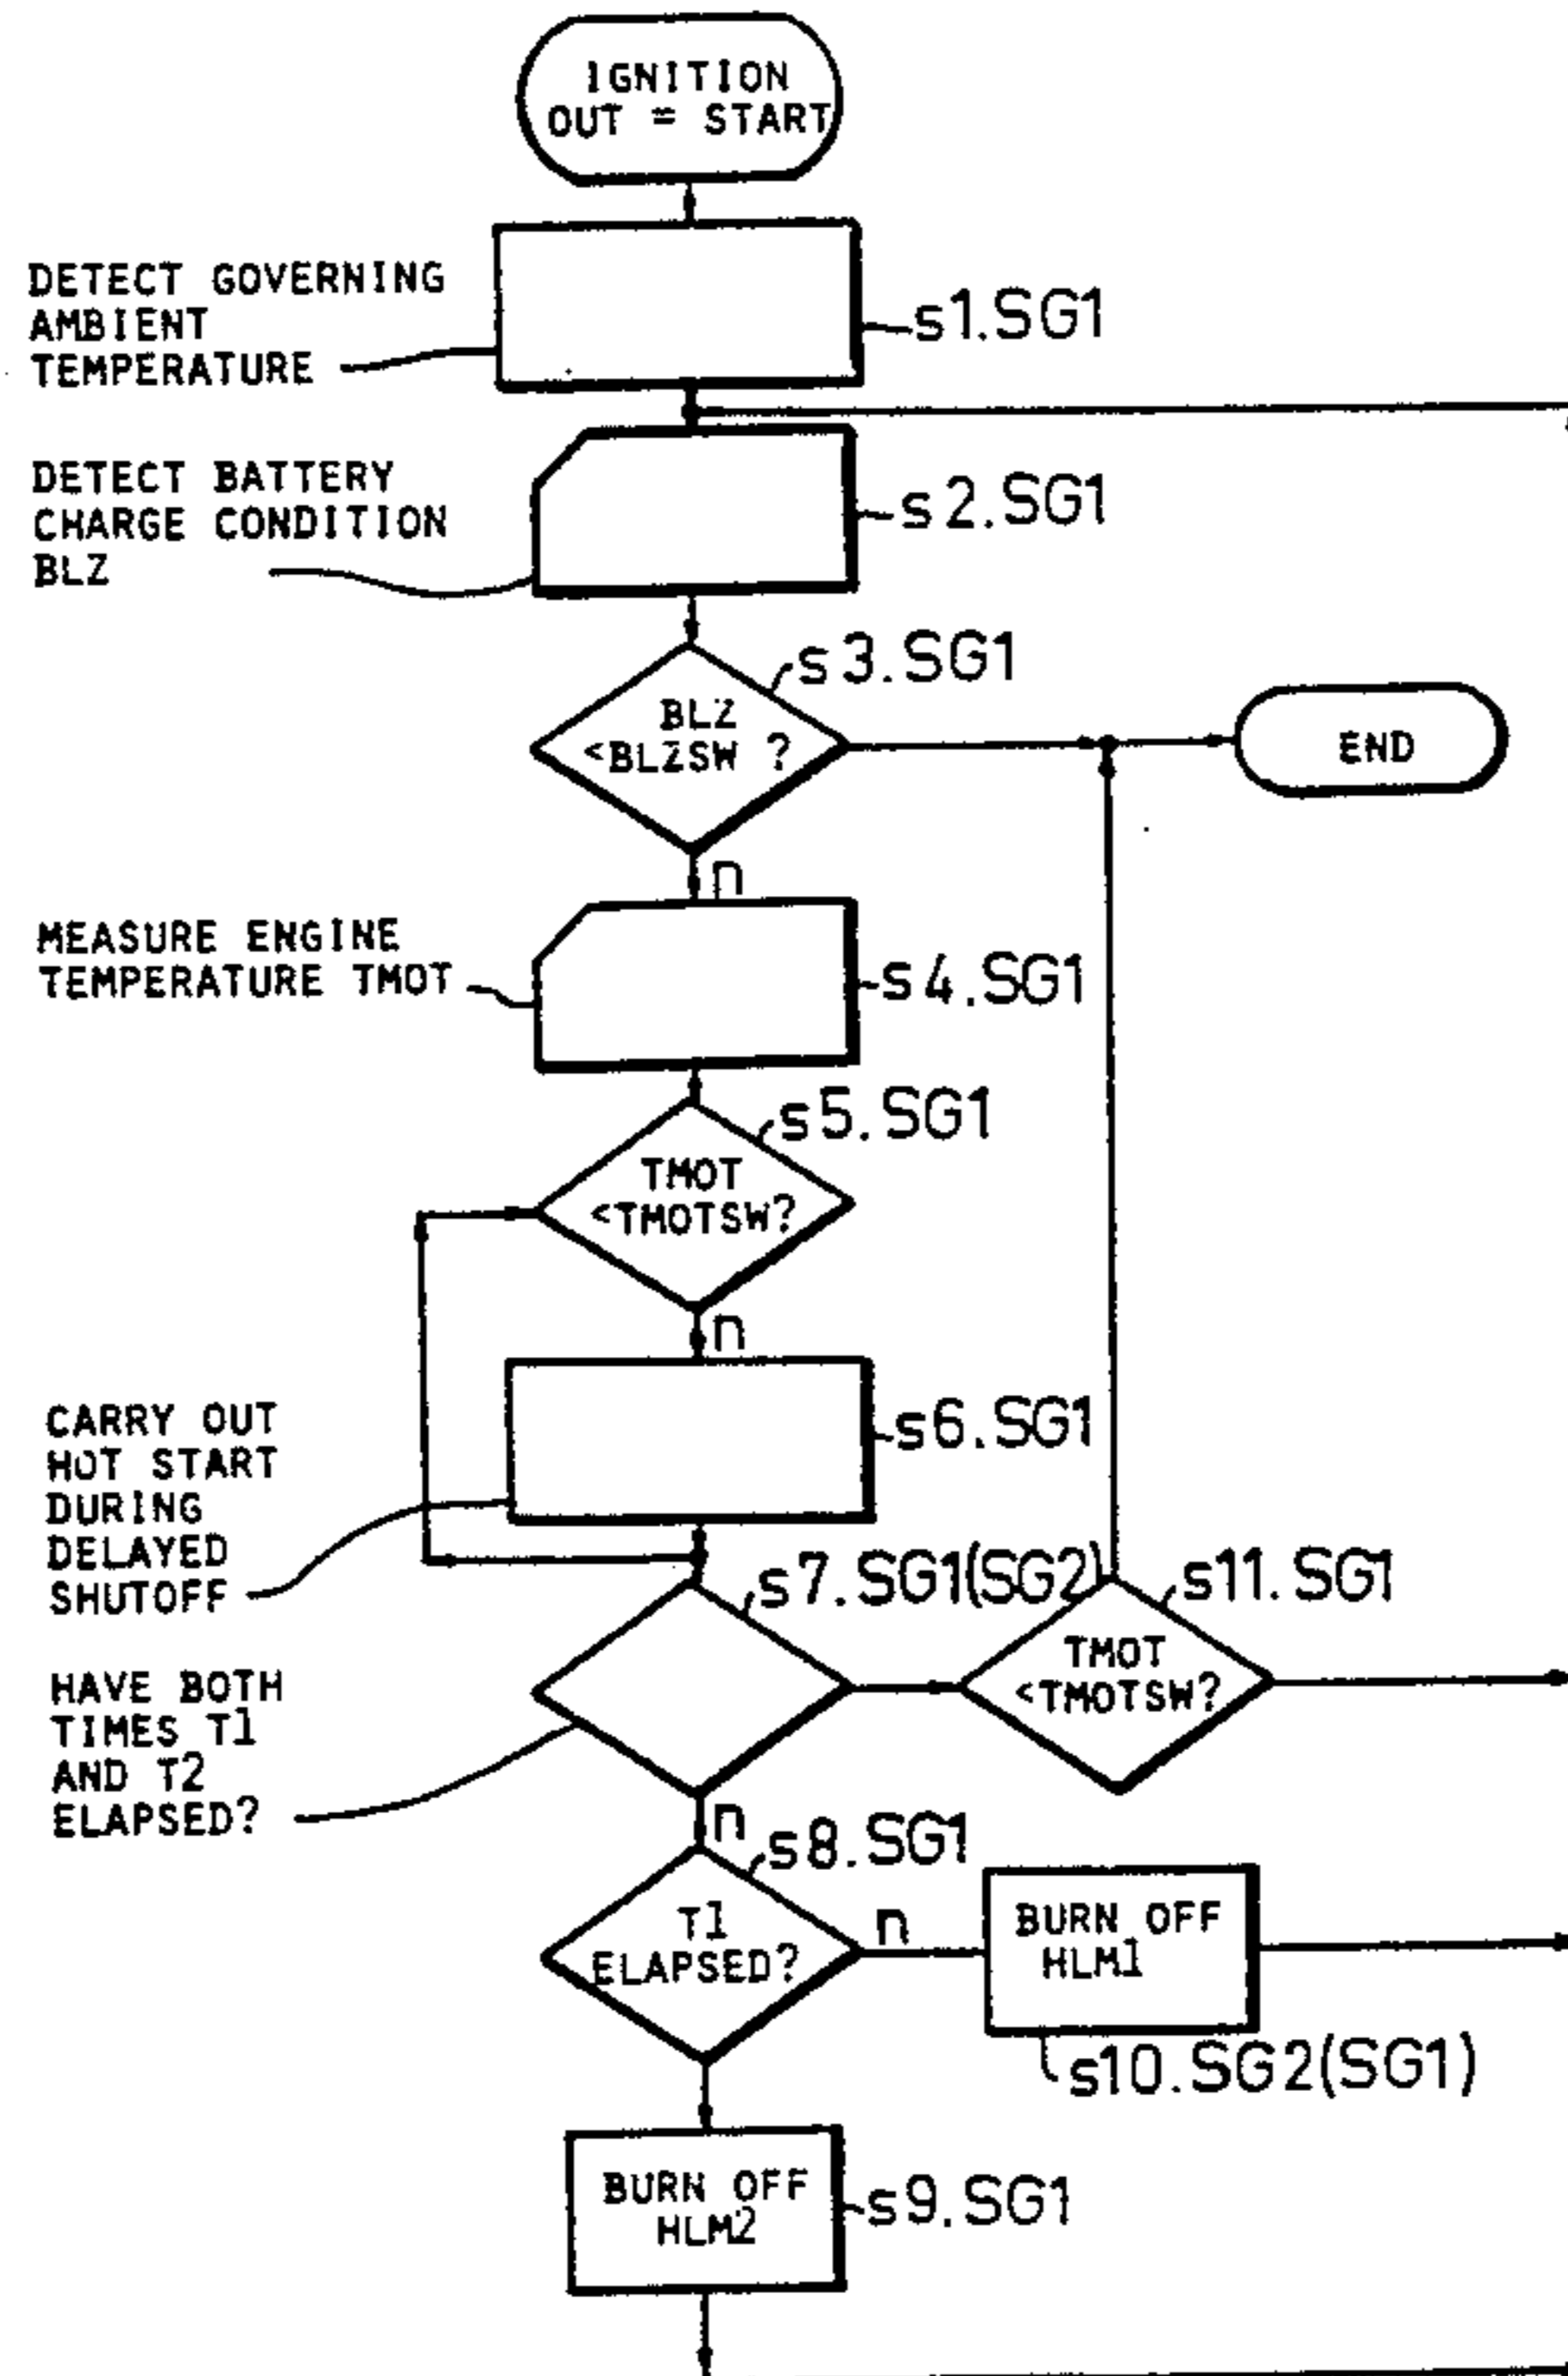 IGNITION
OUT = START
DETECT GOVERNING
AMBIENT
TEMPERATURE
s1.SG1
DETECT BATTERY
CHARGE CONDITION
BLZ
s2.SG1
s3.SG1
BLZ
<BLZSW ?
END
n
MEASURE ENGINE
TEMPERATURE TMOT
s4.SG1
s5.SG1
TMOT
<TMOTSW?
n
CARRY OUT
HOT START
DURING
DELAYED
SHUTOFF
s6.SG1
s7.SG1(SG2)
s11.SG1
TMOT
<TMOTSW?
HAVE BOTH
TIMES T1
AND T2
ELAPSED?
n
s8.SG1
T1
ELAPSED?
n
BURN OFF
HLM1
s10.SG2(SG1)
BURN OFF
HLM2
s9.SG1